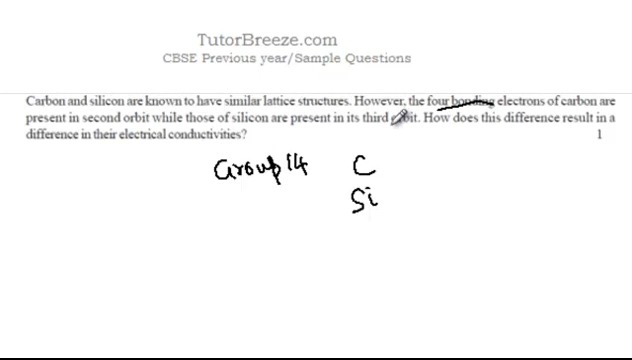 TutorBreeze.com
CBSE Previous year/Sample Questions
Carbon and silicon are known to have similar lattice structures. However, the four bonding electrons of carbon are
present in second orbit while those of silicon are present in its third orbit. How does this difference result in a
difference in their electrical conductivities? 1
Group 14 C
Si